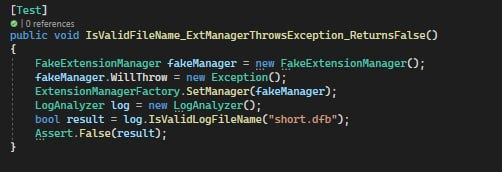 [Test]
| 0 references
public void IsValidFileName_ExtManagerThrowsException_ReturnsFalse()
{
FakeExtensionManager fakeManager = new FakeExtensionManager();
fakeManager.WillThrow = new Exception();
ExtensionManagerFactory.SetManager(fakeManager);
LogAnalyzer log = new LogAnalyzer();
bool result = log.IsValidLogFileName("short.dfb");
Assert.False(result);
}